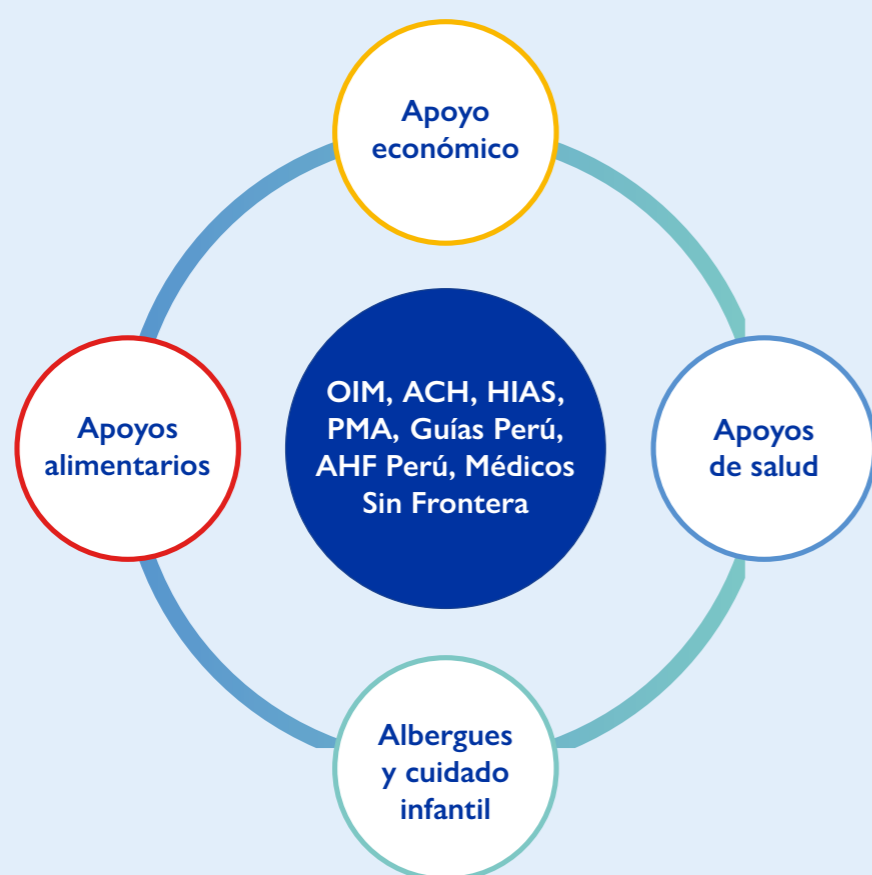 Apoyo
económico
OIM, ACH, HIAS,
PMA, Guías Perú,
AHF Perú, Médicos
Sin Frontera
Apoyos
alimentarios
Apoyos
de salud
Albergues
y cuidado
infantil